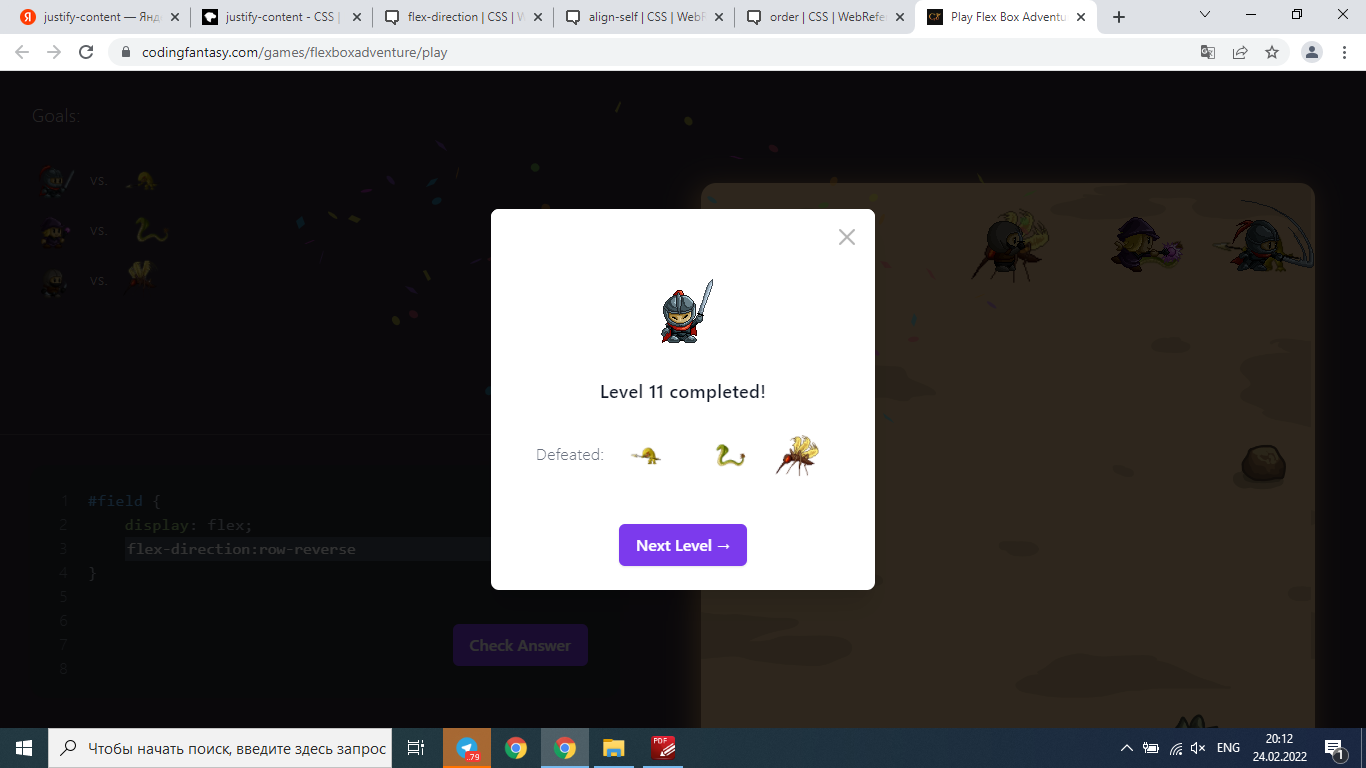 justify-content — Янд
justify-content - CSS |
flex-direction | CSS | W
align-self | CSS | WebR
order | CSS | WebRefe
Play Flex Box Adventu
codingfantasy.com/games/flexboxadventure/play
Goals:
vs.
vs.
vs.
Level 11 completed!
Defeated:
Next Level →
1 #field {
2 display: flex;
3 flex-direction:row-reverse
4 }
5
6
7
8
Check Answer
Чтобы начать поиск, введите здесь запрос
79
PDF
ENG
20:12
24.02.2022
1